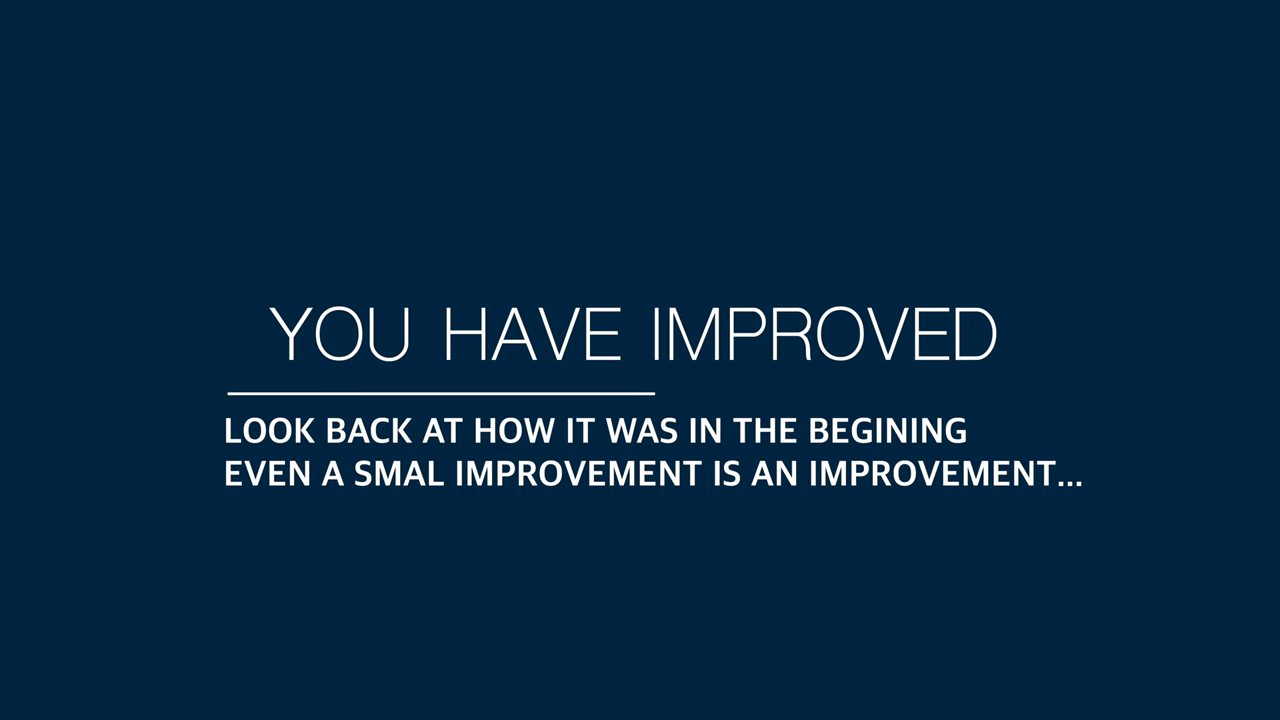 YOU HAVE IMPROVED
LOOK BACK AT HOW IT WAS IN THE BEGINING
EVEN A SMAL IMPROVEMENT IS AN IMPROVEMENT...